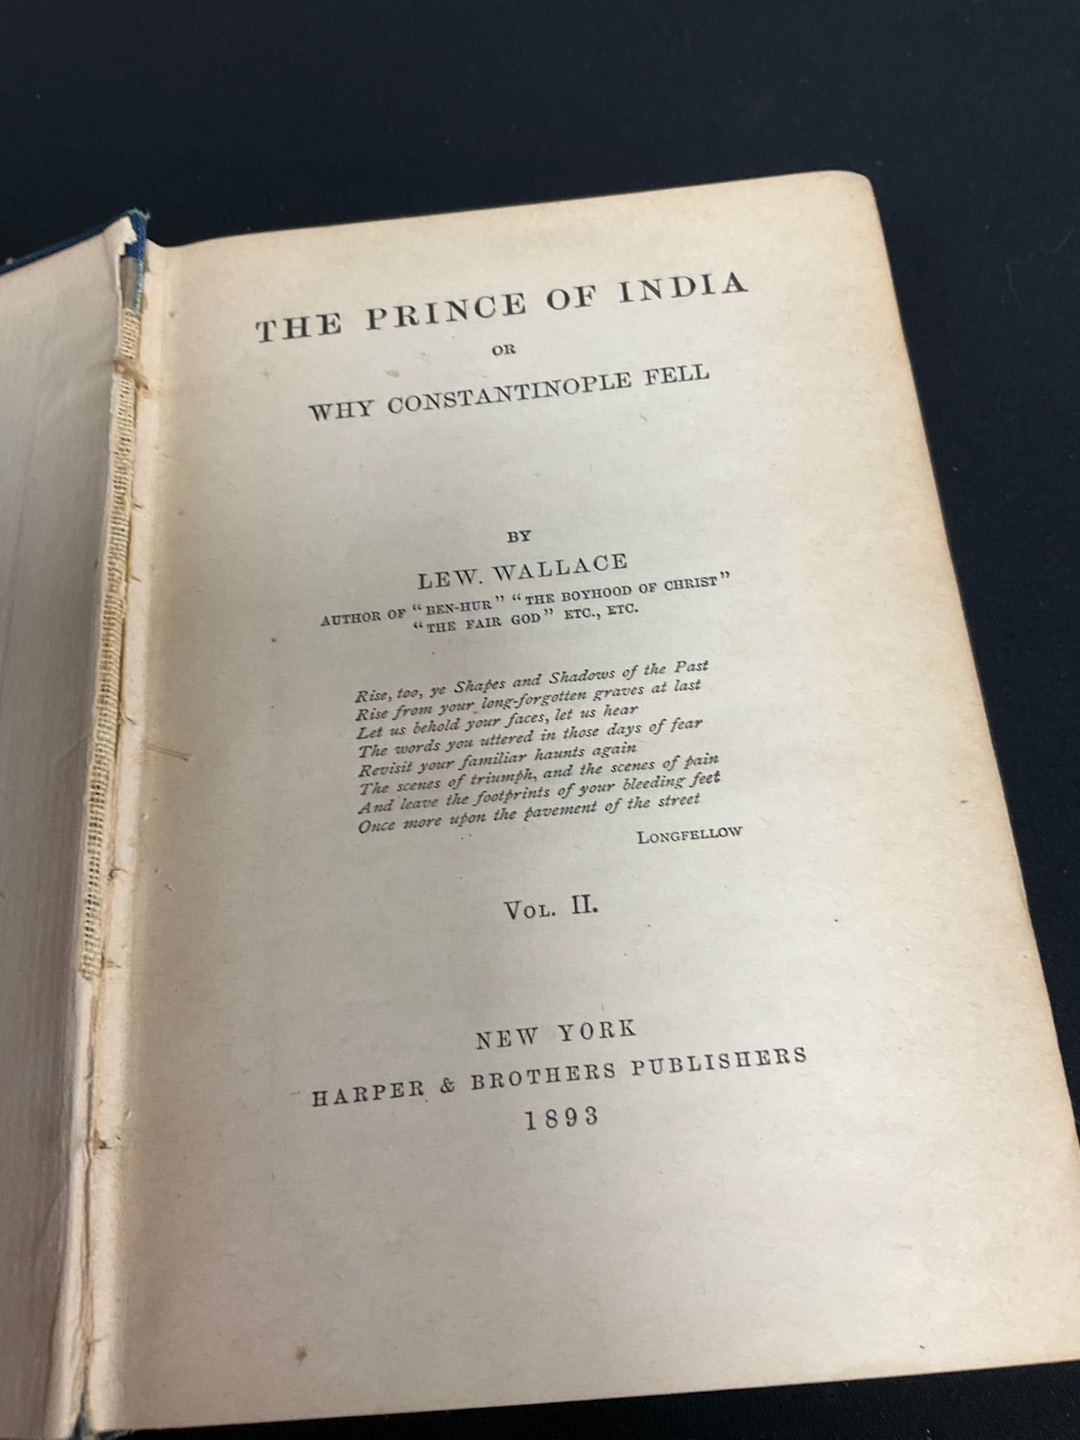 THE PRINCE OF INDIA
OR
WHY CONSTANTINOPLE FELL
BY
LEW. WALLACE
AUTHOR OF "BEN-HUR" "THE BOYHOOD OF CHRIST"
"THE FAIR GOD" ETC., ETC.
Rise, too, ye Shapes and Shadows of the Past
Rise from your long-forgotten graves at last
Let us behold your faces, let us hear
The words you uttered in those days of fear
Revisit your familiar haunts again
The scenes of triumph, and the scenes of pain
And leave the footprints of your bleeding feet
Once more upon the pavement of the street
LONGFELLOW
VOL. II.
NEW YORK
HARPER & BROTHERS PUBLISHERS
1893